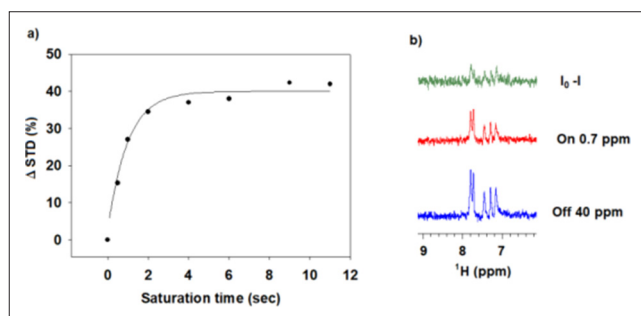 a)
50
40
30
20
10
0
Δ STD (%)
0 2 4 6 8 10 12
Saturation time (sec)
b)
I₀ -I
On 0.7 ppm
Off 40 ppm
9 8 7
¹H (ppm)